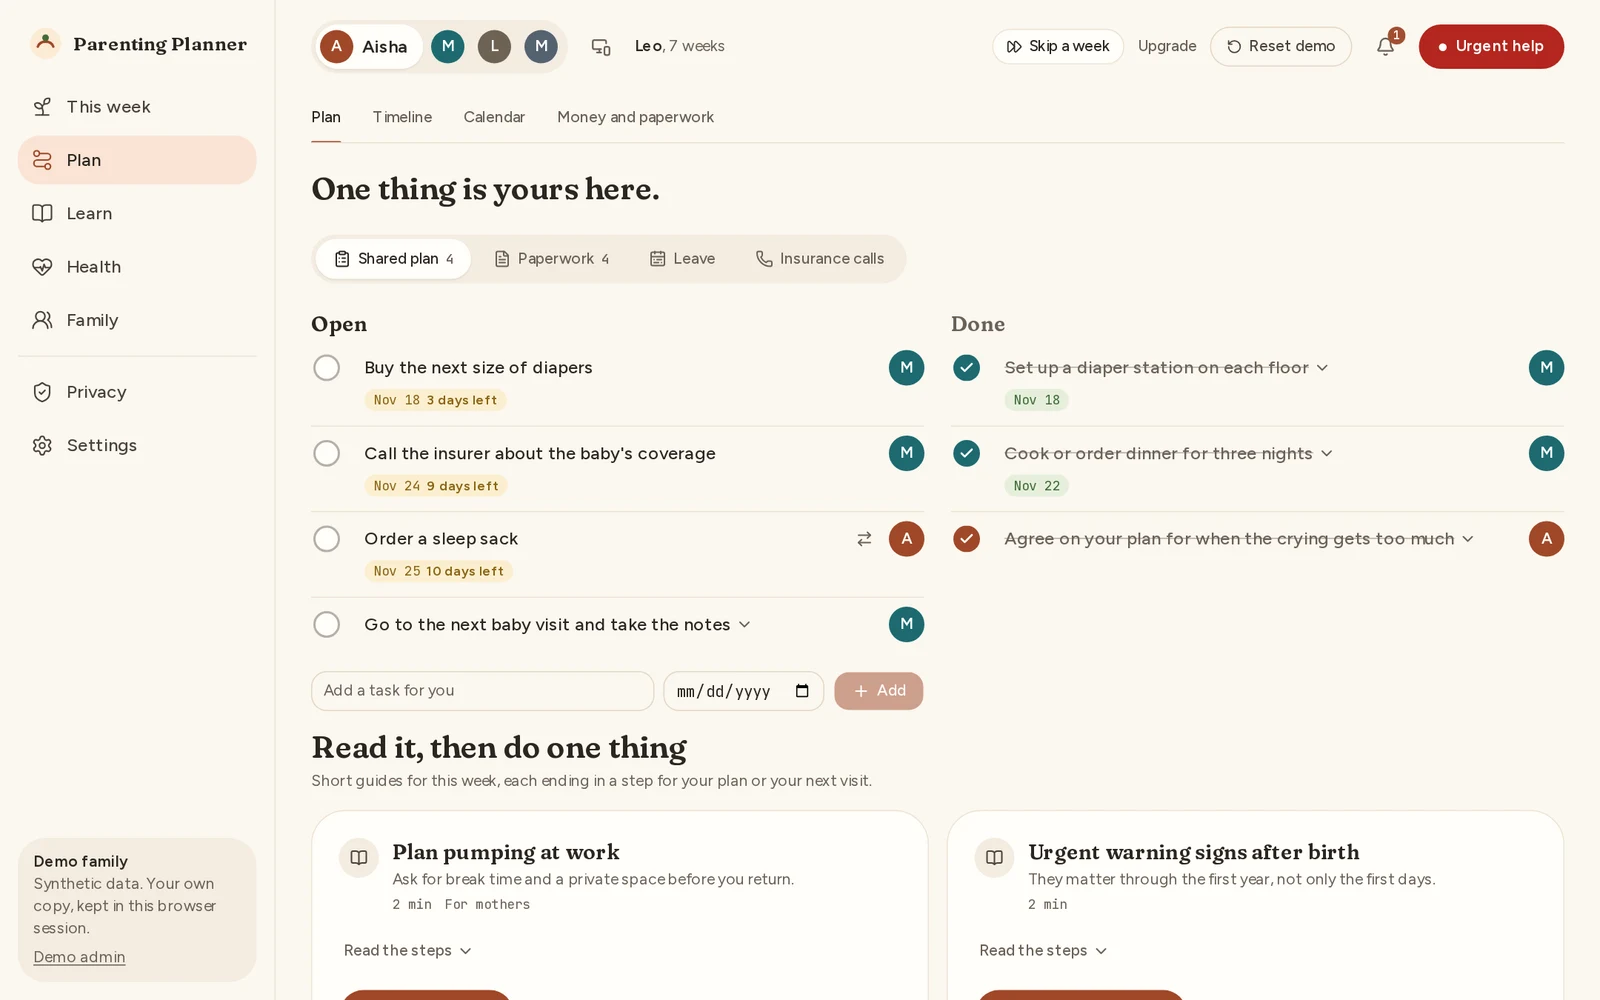 Parenting Planner
This week
Plan
Learn
Health
Family
Privacy
Settings
Demo family
Synthetic data. Your own
copy, kept in this browser
session.
Demo admin
A Aisha M L M
Leo, 7 weeks
Skip a week
Upgrade
Reset demo
1
Urgent help
Plan Timeline Calendar Money and paperwork
One thing is yours here.
Shared plan 4 Paperwork 4 Leave Insurance calls
Open
Buy the next size of diapers M
Nov 18 3 days left
Call the insurer about the baby's coverage M
Nov 24 9 days left
Order a sleep sack A
Nov 25 10 days left
Go to the next baby visit and take the notes M
Add a task for you mm/dd/yyyy + Add
Done
Set up a diaper station on each floor M
Nov 18
Cook or order dinner for three nights M
Nov 22
Agree on your plan for when the crying gets too much A
Read it, then do one thing
Short guides for this week, each ending in a step for your plan or your next visit.
Plan pumping at work
Ask for break time and a private space before you return.
2 min For mothers
Read the steps
Urgent warning signs after birth
They matter through the first year, not only the first days.
2 min
Read the steps